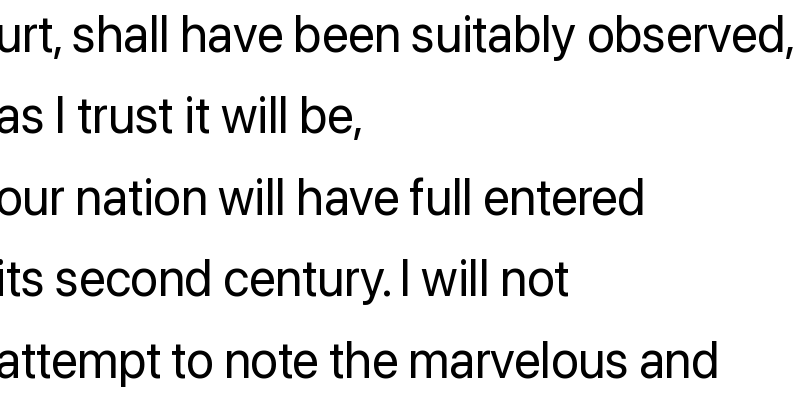 urt, shall have been suitably observed,
as I trust it will be,
our nation will have full entered
its second century. I will not
attempt to note the marvelous and